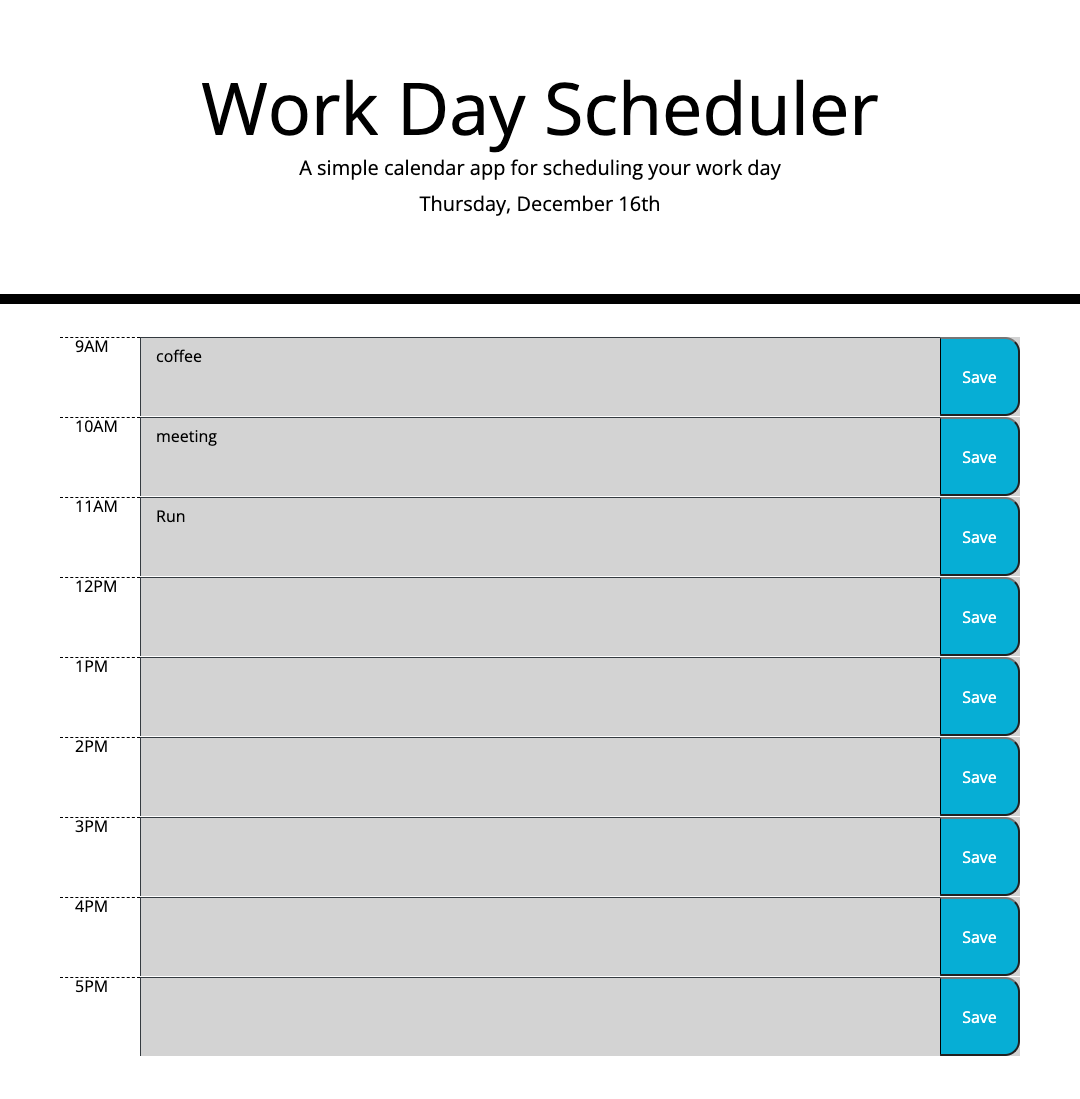 Work Day Scheduler
A simple calendar app for scheduling your work day
Thursday, December 16th
9AM coffee Save
10AM meeting Save
11AM Run Save
12PM Save
1PM Save
2PM Save
3PM Save
4PM Save
5PM Save